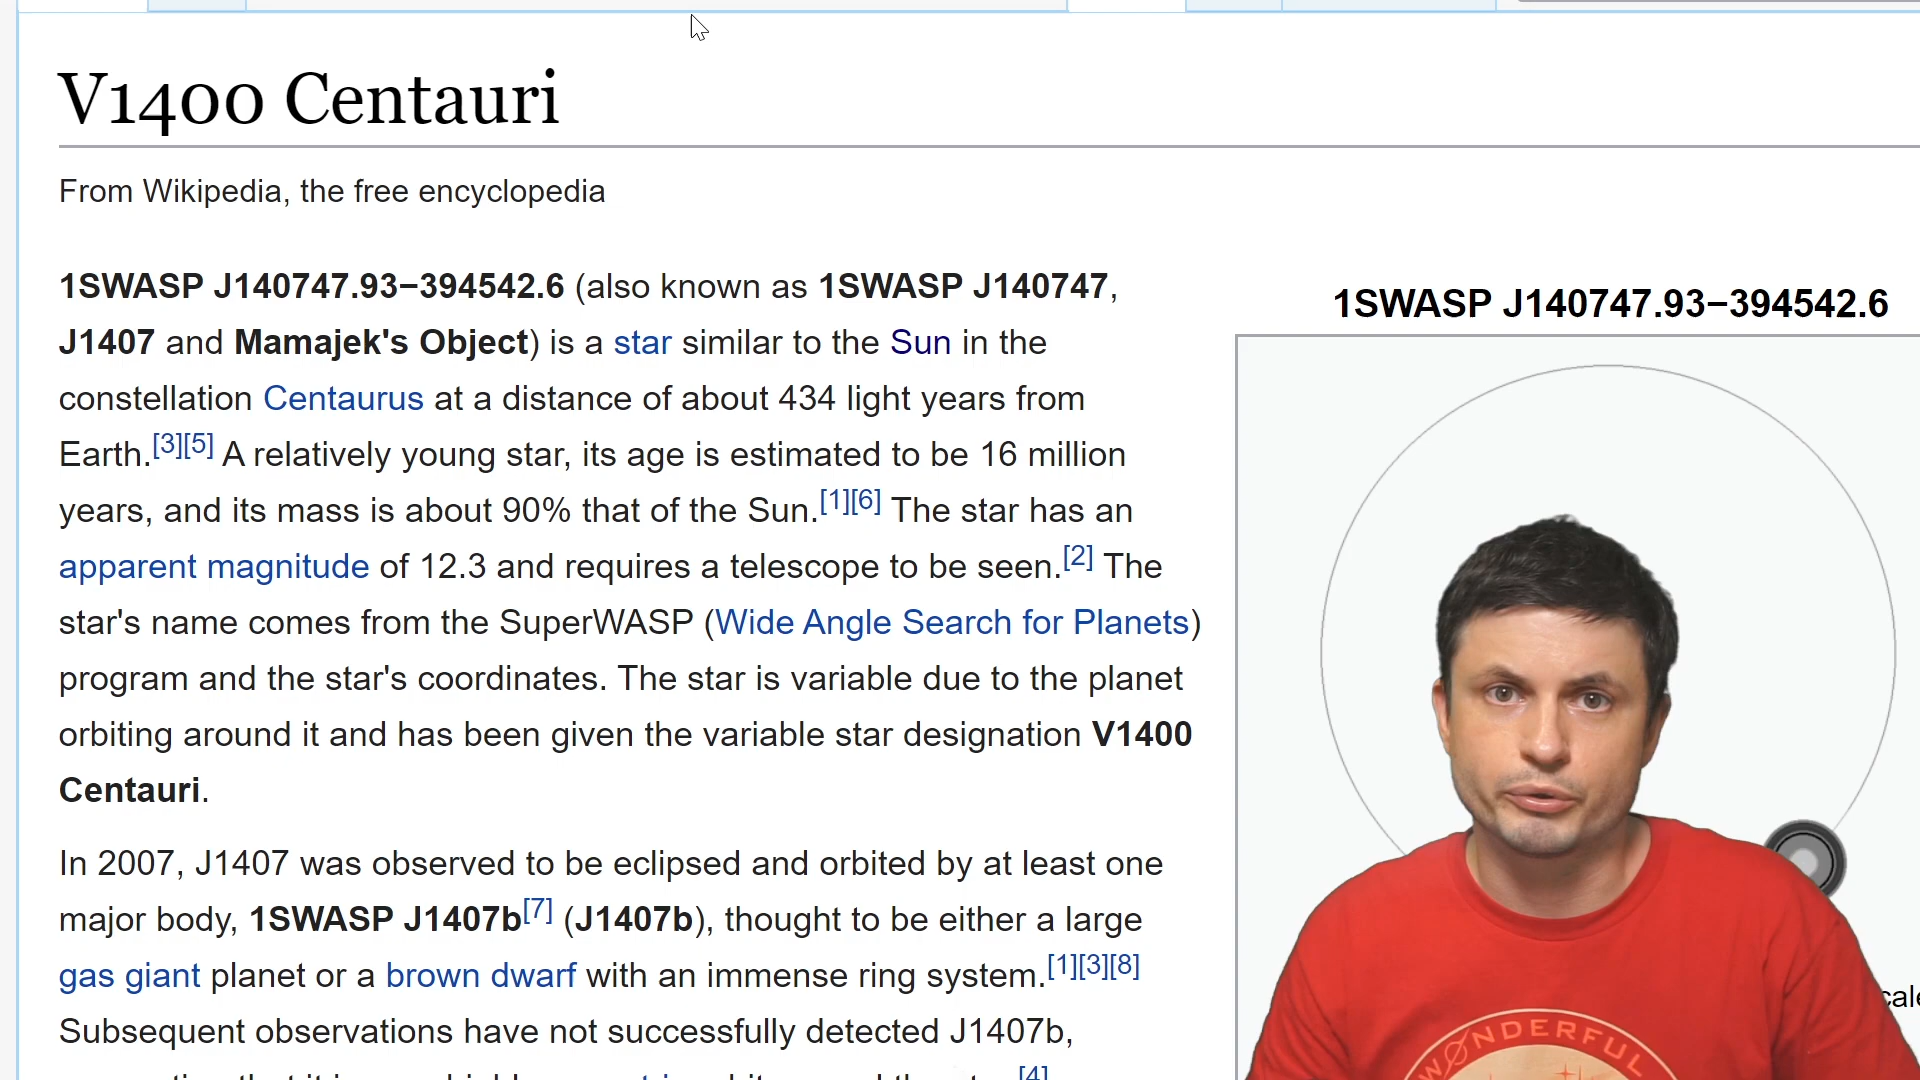 V1400 Centauri
From Wikipedia, the free encyclopedia
1SWASP J140747.93−394542.6 (also known as 1SWASP J140747,
J1407 and Mamajek's Object) is a star similar to the Sun in the
constellation Centaurus at a distance of about 434 light years from
Earth.[3][5] A relatively young star, its age is estimated to be 16 million
years, and its mass is about 90% that of the Sun.[1][6] The star has an
apparent magnitude of 12.3 and requires a telescope to be seen.[2] The
star's name comes from the SuperWASP (Wide Angle Search for Planets)
program and the star's coordinates. The star is variable due to the planet
orbiting around it and has been given the variable star designation V1400
Centauri.
In 2007, J1407 was observed to be eclipsed and orbited by at least one
major body, 1SWASP J1407b[7] (J1407b), thought to be either a large
gas giant planet or a brown dwarf with an immense ring system.[1][3][8]
Subsequent observations have not successfully detected J1407b,
[4]
1SWASP J140747.93−394542.6
WONDERFUL